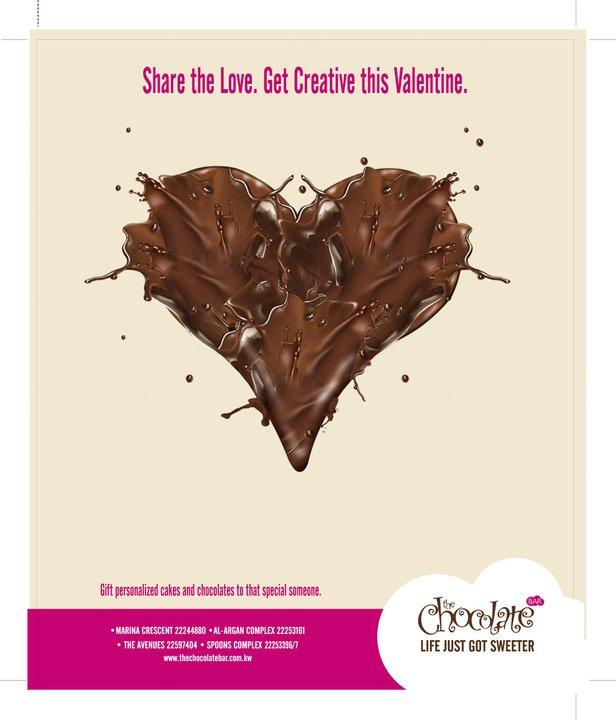 Share the Love. Get Creative this Valentine.
Gift personalized cakes and chocolates to that special someone.
• MARINA CRESCENT 22244880 • AL-ARGAN COMPLEX 22253161
• THE AVENUES 22597404 • SPOONS COMPLEX 22253396/7
www.thechocolatebar.com.kw
the Chocolate BAR
LIFE JUST GOT SWEETER